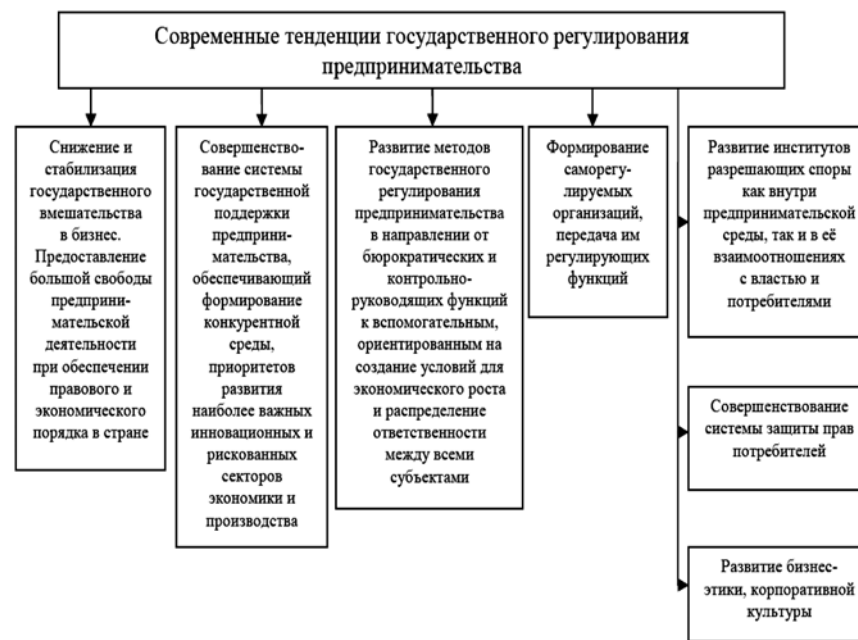 Современные тенденции государственного регулирования
предпринимательства
Снижение и
стабилизация
государственного
вмешательства
в бизнес.
Предоставление
большой свободы
предприни-
мательской
деятельности
при обеспечении
правового и
экономического
порядка в стране
Совершенство-
вание системы
государственной
поддержки
предприни-
мательства,
обеспечивающий
формирование
конкурентной
среды,
приоритетов
развития
наиболее важных
инновационных и
рискованных
секторов
экономики и
производства
Развитие методов
государственного
регулирования
предпринимательства
в направлении от
бюрократических и
контрольно-
руководящих функций
к вспомогательным,
ориентированным на
создание условий для
экономического роста
и распределение
ответственности
между всеми
субъектами
Формирование
саморегу-
лируемых
организаций,
передача им
регулирующих
функций
Развитие институтов
разрешающих споры
как внутри
предпринимательской
среды, так и в её
взаимоотношениях
с властью и
потребителями
Совершенствование
системы защиты прав
потребителей
Развитие бизнес-
этики, корпоративной
культуры